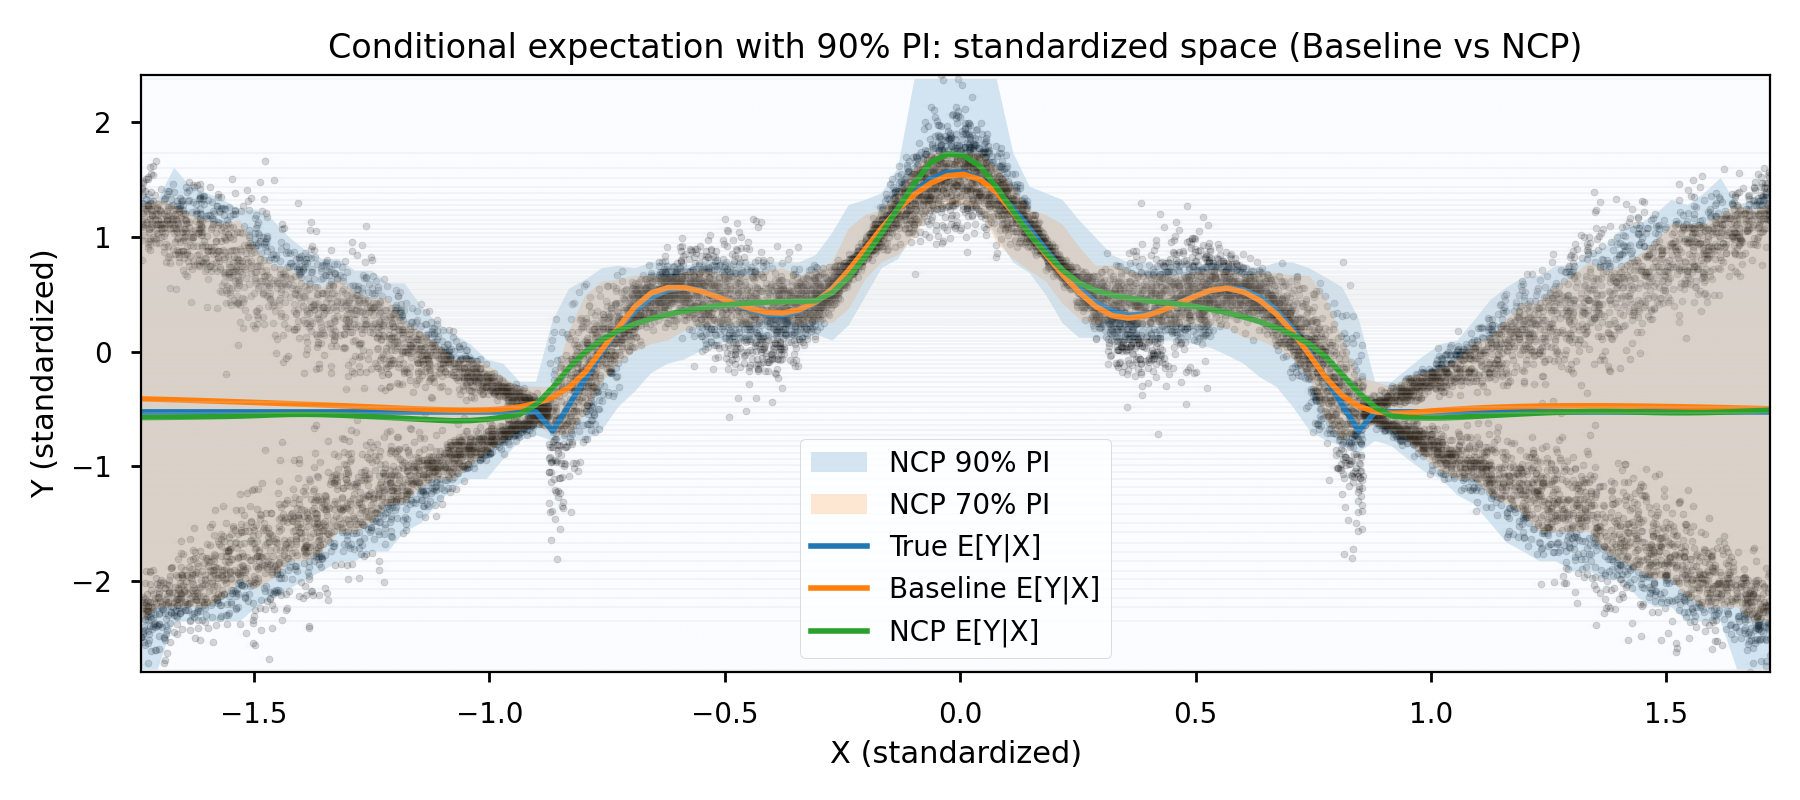 Conditional expectation with 90% PI: standardized space (Baseline vs NCP)
Y (standardized)
2
1
0
−1
−2
NCP 90% PI
NCP 70% PI
True E[Y|X]
Baseline E[Y|X]
NCP E[Y|X]
−1.5
−1.0
−0.5
0.0
0.5
1.0
1.5
X (standardized)